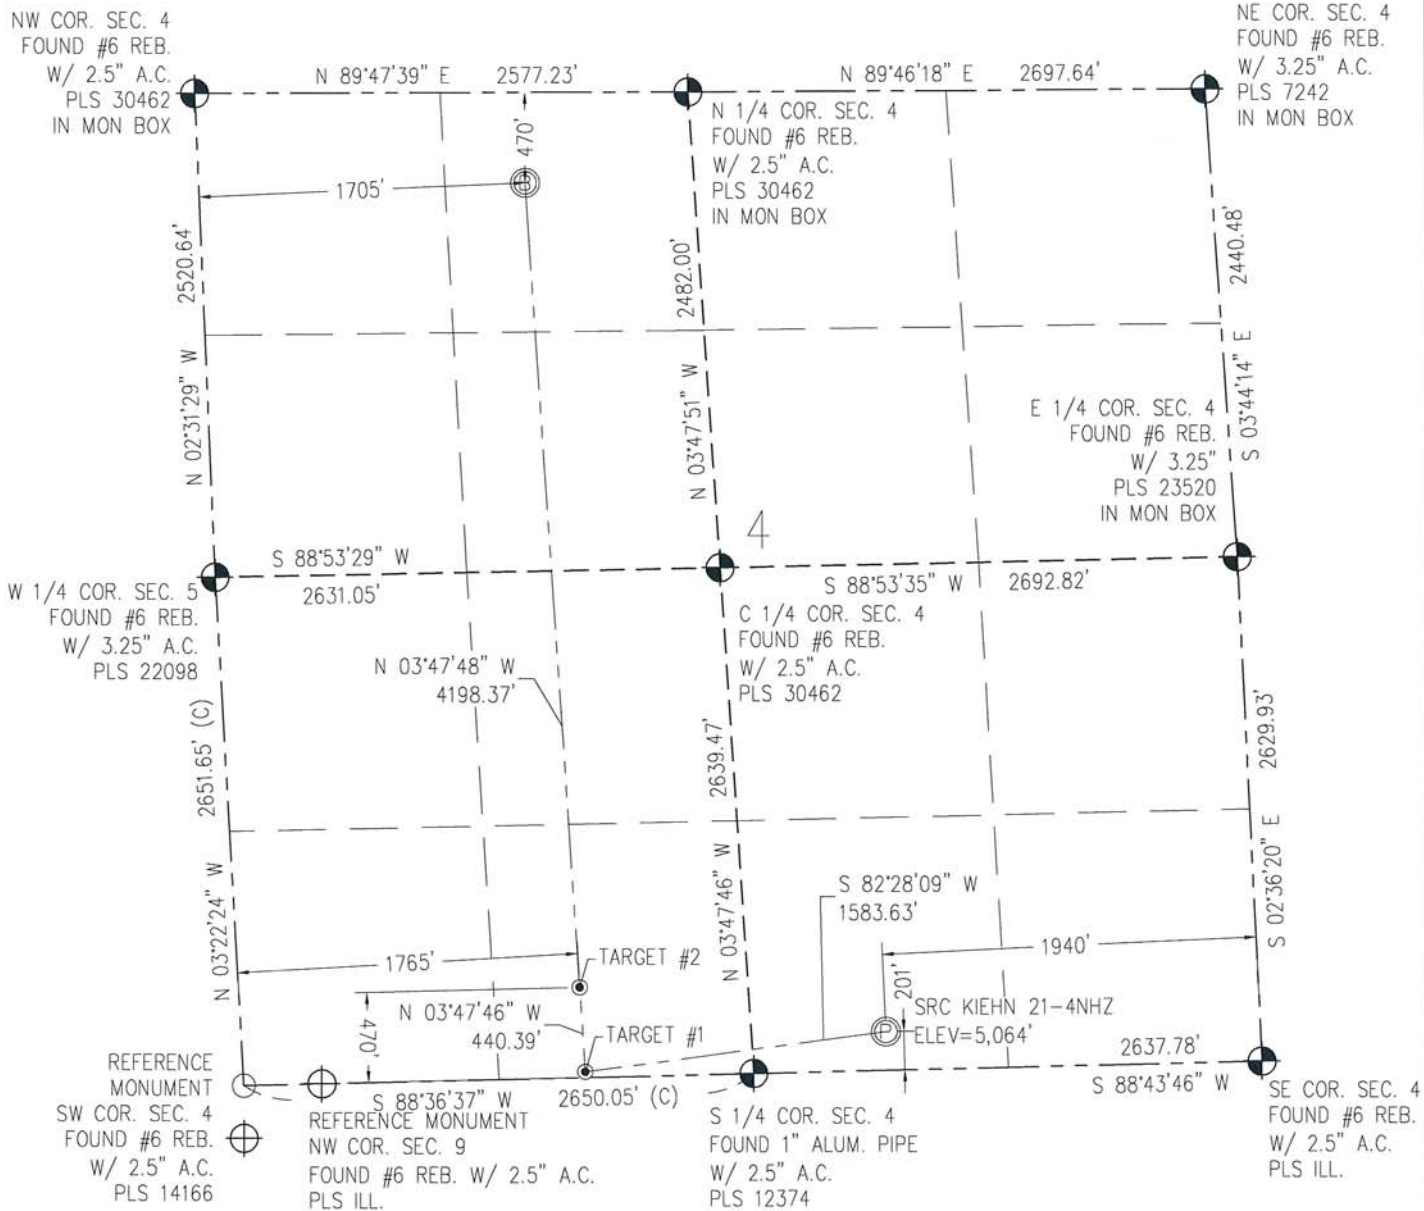 NW COR. SEC. 4
FOUND #6 REB.
W/ 2.5" A.C.
PLS 30462
IN MON BOX
N 89°47'39" E 2577.23'
N 89°46'18" E 2697.64'
NE COR. SEC. 4
FOUND #6 REB.
W/ 3.25" A.C.
PLS 7242
IN MON BOX
N 1/4 COR. SEC. 4
FOUND #6 REB.
W/ 2.5" A.C.
PLS 30462
IN MON BOX
470'
1705'
B
2520.64'
N 02°31'29" W
2482.00'
N 03°47'51" W
2440.48'
S 03°44'14" E
E 1/4 COR. SEC. 4
FOUND #6 REB.
W/ 3.25"
PLS 23520
IN MON BOX
4
S 88°53'29" W
2631.05'
S 88°53'35" W 2692.82'
W 1/4 COR. SEC. 5
FOUND #6 REB.
W/ 3.25" A.C.
PLS 22098
C 1/4 COR. SEC. 4
FOUND #6 REB.
W/ 2.5" A.C.
PLS 30462
N 03°47'48" W
4198.37'
2651.65' (C)
N 03°22'24" W
2639.47'
N 03°47'46" W
2629.93'
S 02°36'20" E
S 82°28'09" W
1583.63'
1765'
TARGET #2
1940'
201'
470'
N 03°47'46" W
440.39'
TARGET #1
P
SRC KIEHN 21-4NHZ
ELEV=5,064'
2637.78'
S 88°43'46" W
REFERENCE
MONUMENT
SW COR. SEC. 4
FOUND #6 REB.
W/ 2.5" A.C.
PLS 14166
S 88°36'37" W 2650.05' (C)
REFERENCE MONUMENT
NW COR. SEC. 9
FOUND #6 REB. W/ 2.5" A.C.
PLS ILL.
S 1/4 COR. SEC. 4
FOUND 1" ALUM. PIPE
W/ 2.5" A.C.
PLS 12374
SE COR. SEC. 4
FOUND #6 REB.
W/ 2.5" A.C.
PLS ILL.